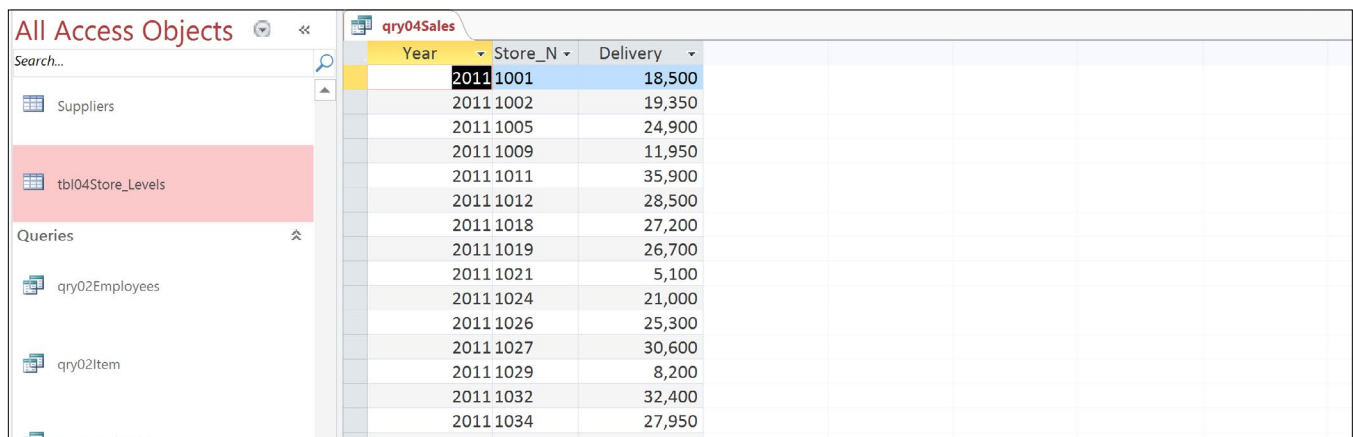 All Access Objects
Search...
Suppliers
tbl04Store_Levels
Queries
qry02Employees
qry02Item
qry04Sales
Year Store_N Delivery
2011 1001 18,500
2011 1002 19,350
2011 1005 24,900
2011 1009 11,950
2011 1011 35,900
2011 1012 28,500
2011 1018 27,200
2011 1019 26,700
2011 1021 5,100
2011 1024 21,000
2011 1026 25,300
2011 1027 30,600
2011 1029 8,200
2011 1032 32,400
2011 1034 27,950